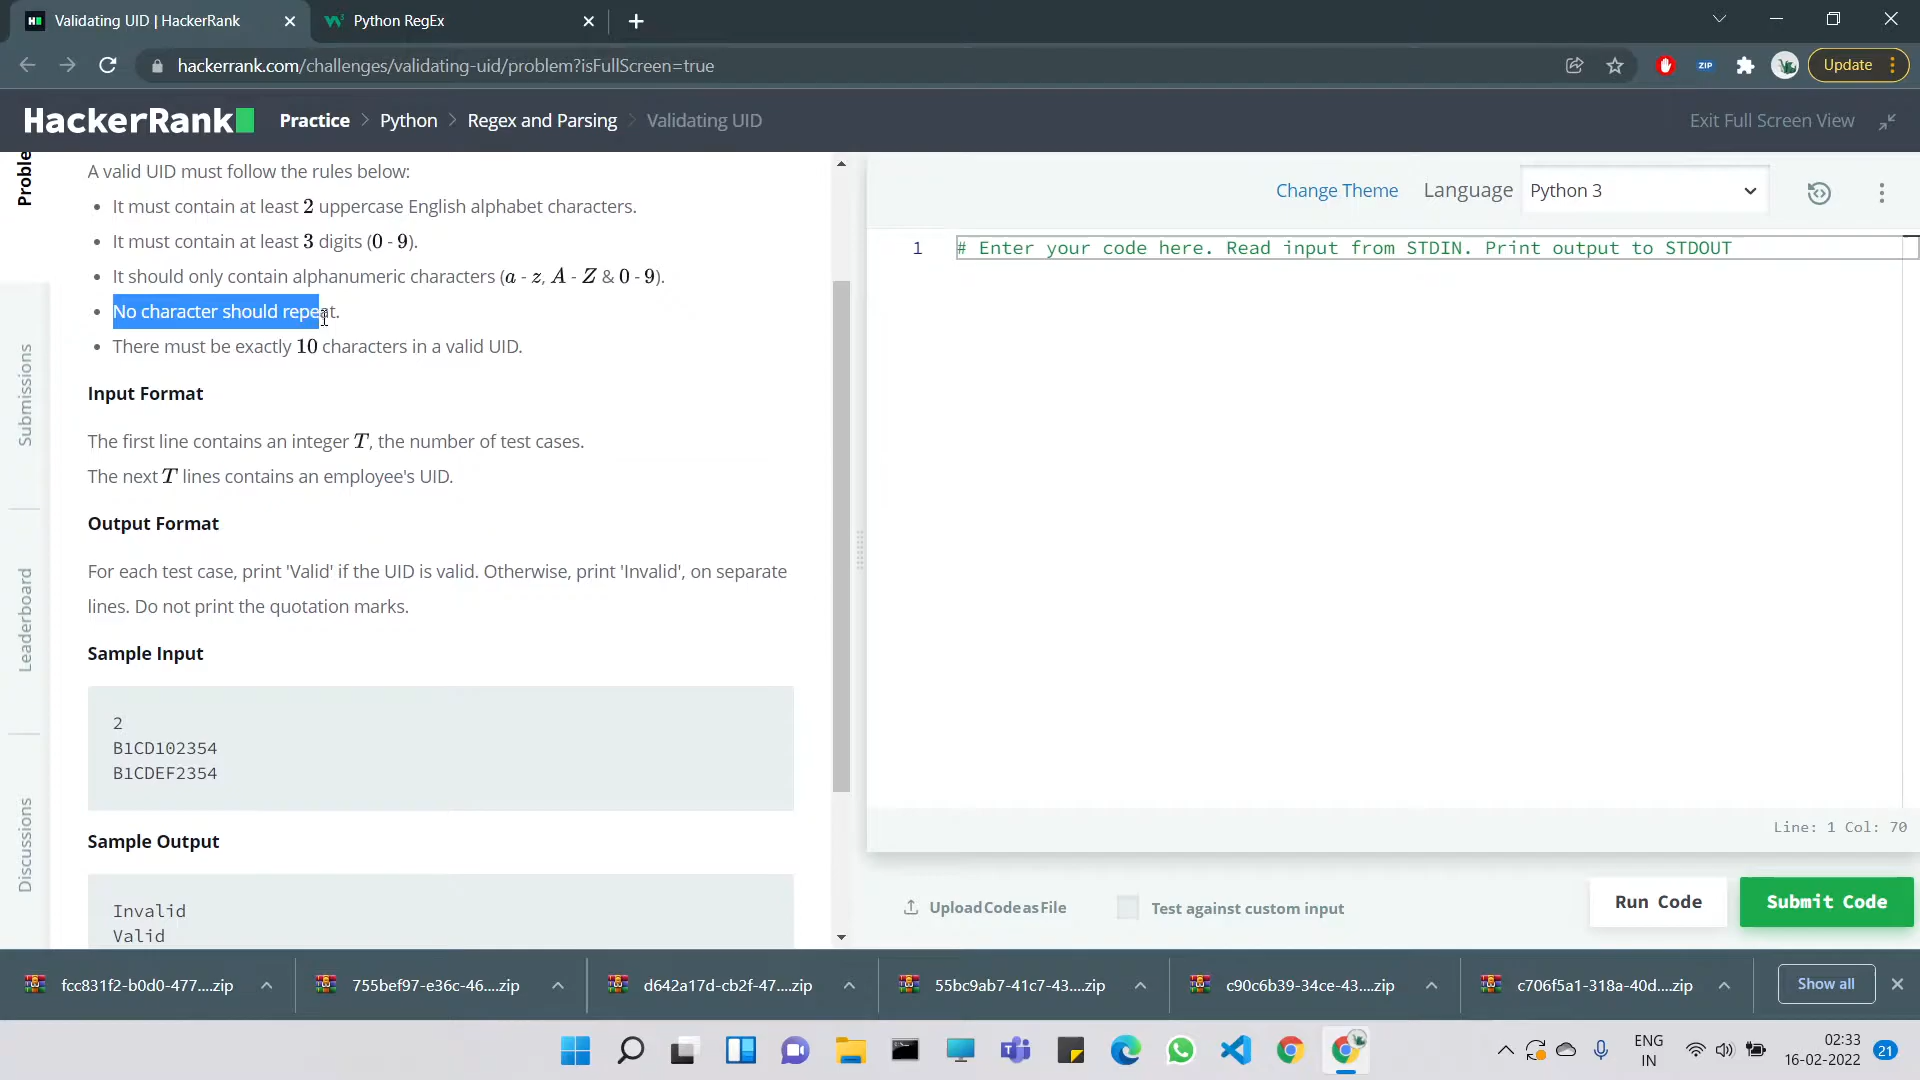 Validating UID | HackerRank
Python RegEx
hackerrank.com/challenges/validating-uid/problem?isFullScreen=true
ZIP
Update
HackerRank
Practice > Python > Regex and Parsing > Validating UID
Exit Full Screen View
Proble
Submissions
Leaderboard
Discussions
A valid UID must follow the rules below:
• It must contain at least 2 uppercase English alphabet characters.
• It must contain at least 3 digits (0 - 9).
• It should only contain alphanumeric characters (a - z, A - Z & 0 - 9).
• No character should repeat.
• There must be exactly 10 characters in a valid UID.
Input Format
The first line contains an integer T, the number of test cases.
The next T lines contains an employee's UID.
Output Format
For each test case, print 'Valid' if the UID is valid. Otherwise, print 'Invalid', on separate
lines. Do not print the quotation marks.
Sample Input
2
B1CD102354
B1CDEF2354
Sample Output
Invalid
Valid
Change Theme
Language
Python 3
1 # Enter your code here. Read input from STDIN. Print output to STDOUT
Line: 1 Col: 70
Upload Code as File
Test against custom input
Run Code
Submit Code
fcc831f2-b0d0-477....zip
755bef97-e36c-46....zip
d642a17d-cb2f-47....zip
55bc9ab7-41c7-43....zip
c90c6b39-34ce-43....zip
c706f5a1-318a-40d....zip
Show all
ENG
IN
02:33
16-02-2022
21